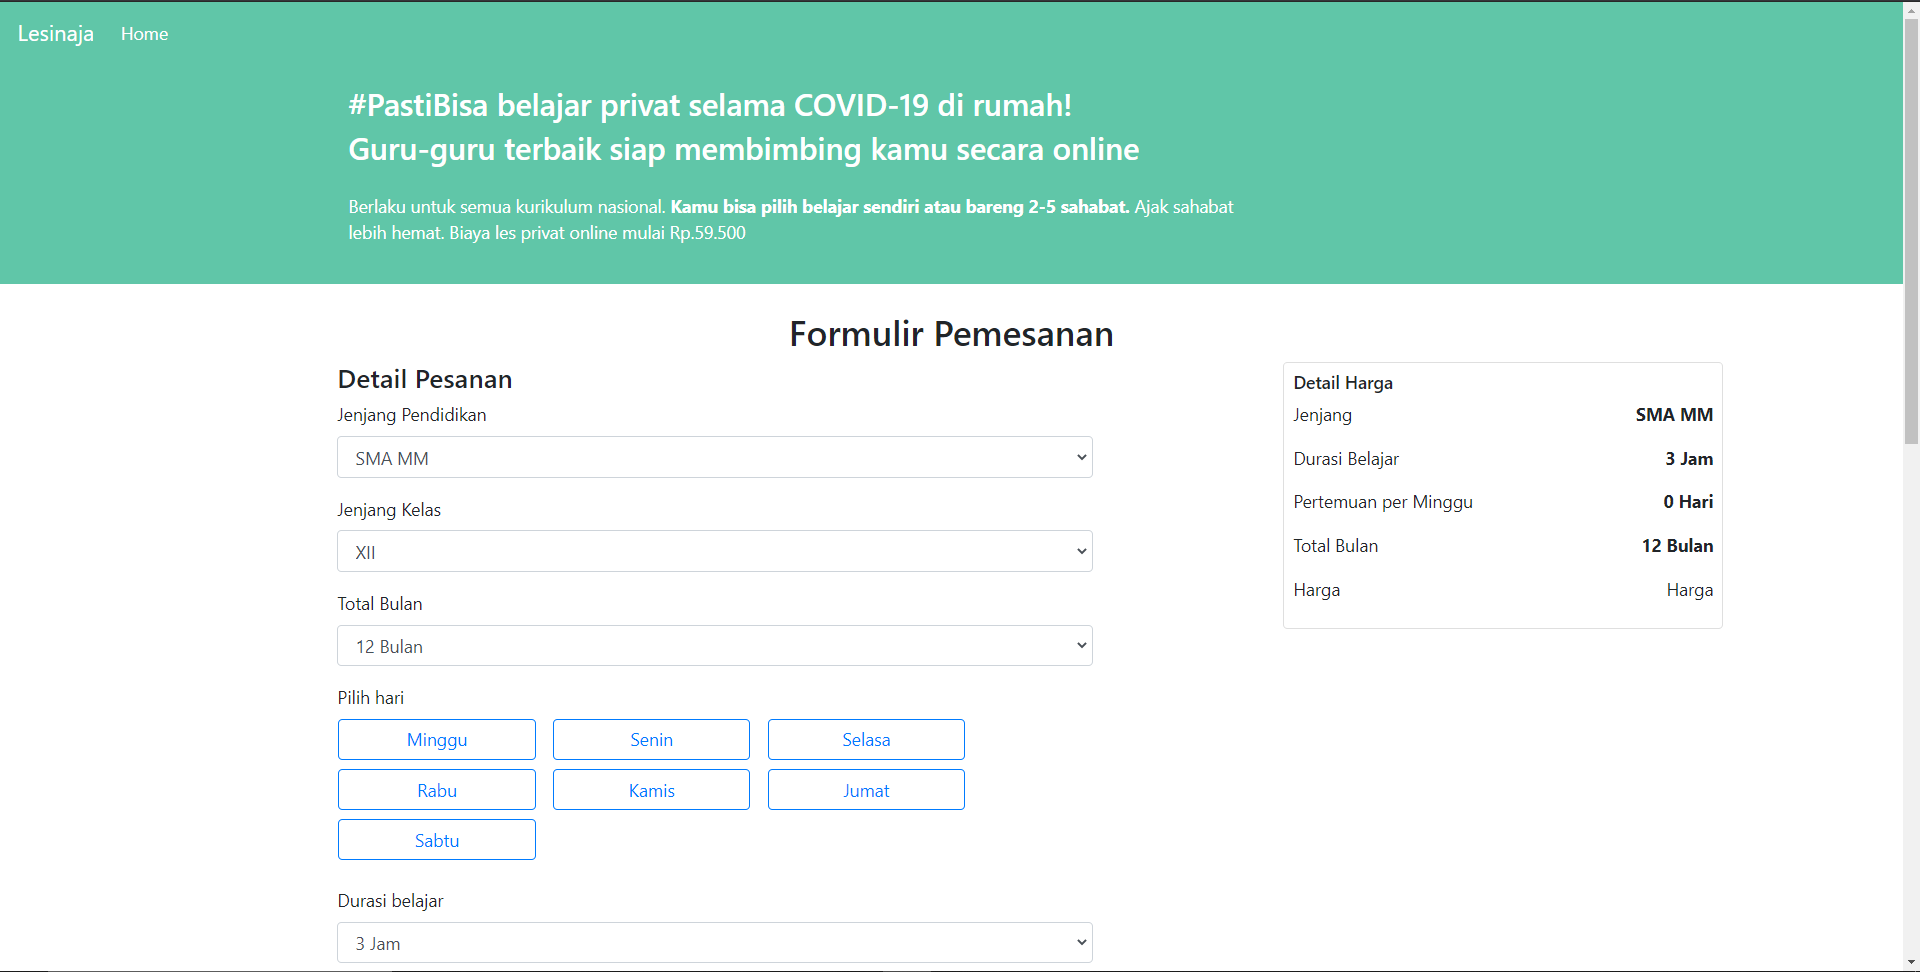 Lesinaja Home
#PastiBisa belajar privat selama COVID-19 di rumah!
Guru-guru terbaik siap membimbing kamu secara online
Berlaku untuk semua kurikulum nasional. Kamu bisa pilih belajar sendiri atau bareng 2-5 sahabat. Ajak sahabat
lebih hemat. Biaya les privat online mulai Rp.59.500
Formulir Pemesanan
Detail Pesanan
Jenjang Pendidikan
SMA MM
Jenjang Kelas
XII
Total Bulan
12 Bulan
Pilih hari
Minggu Senin Selasa
Rabu Kamis Jumat
Sabtu
Durasi belajar
3 Jam
Detail Harga
Jenjang SMA MM
Durasi Belajar 3 Jam
Pertemuan per Minggu 0 Hari
Total Bulan 12 Bulan
Harga Harga